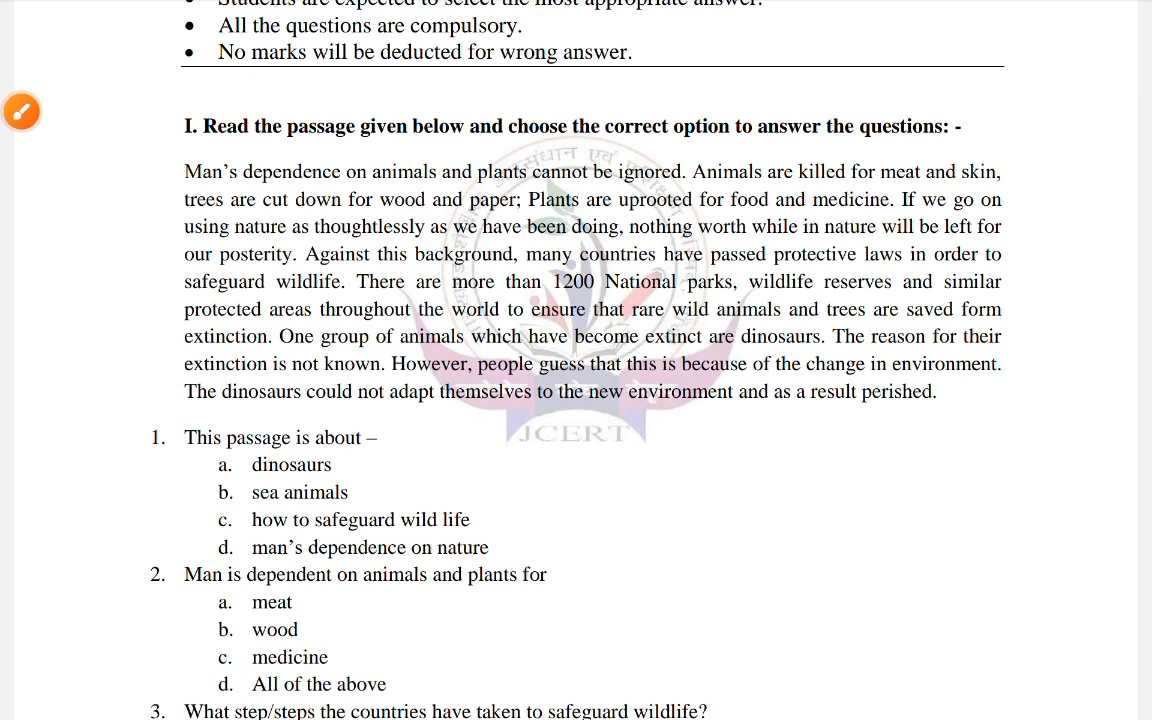 Students are expected to select the most appropriate answer.
• All the questions are compulsory.
• No marks will be deducted for wrong answer.
I. Read the passage given below and choose the correct option to answer the questions: -
Man’s dependence on animals and plants cannot be ignored. Animals are killed for meat and skin,
trees are cut down for wood and paper; Plants are uprooted for food and medicine. If we go on
using nature as thoughtlessly as we have been doing, nothing worth while in nature will be left for
our posterity. Against this background, many countries have passed protective laws in order to
safeguard wildlife. There are more than 1200 National parks, wildlife reserves and similar
protected areas throughout the world to ensure that rare wild animals and trees are saved form
extinction. One group of animals which have become extinct are dinosaurs. The reason for their
extinction is not known. However, people guess that this is because of the change in environment.
The dinosaurs could not adapt themselves to the new environment and as a result perished.
JCERT
1. This passage is about –
a. dinosaurs
b. sea animals
c. how to safeguard wild life
d. man’s dependence on nature
2. Man is dependent on animals and plants for
a. meat
b. wood
c. medicine
d. All of the above
3. What step/steps the countries have taken to safeguard wildlife?